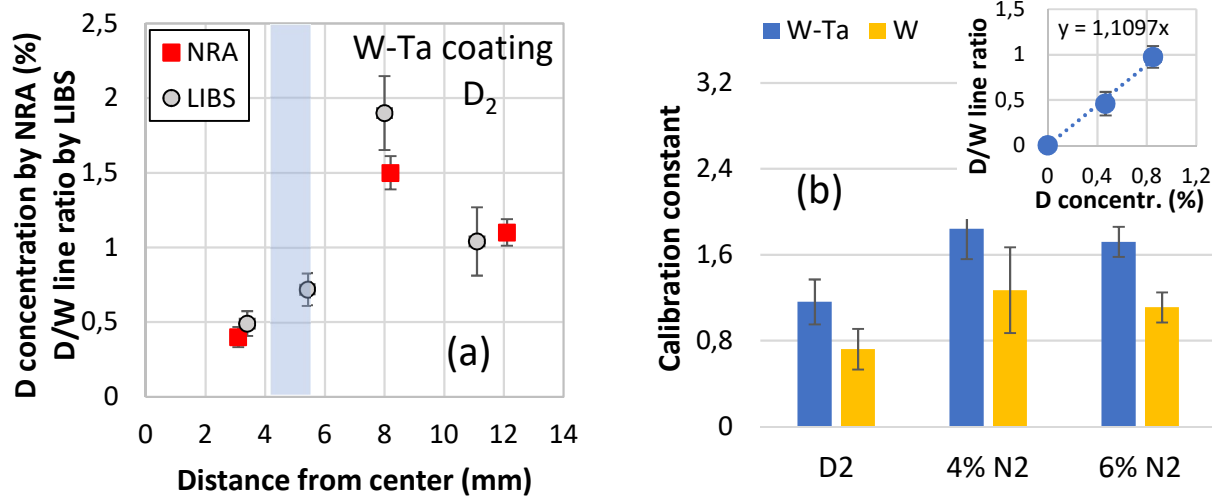 D concentration by NRA (%)
D/W line ratio by LIBS
2,5
2
1,5
1
0,5
0
NRA
LIBS
W-Ta coating
D2
(a)
0 2 4 6 8 10 12 14
Distance from center (mm)
W-Ta W
Calibration constant
3,2
2,4
1,6
0,8
0
(b)
D2 4% N2 6% N2
D/W line ratio
1,5
1
0,5
0
y = 1,1097x
0 0,4 0,8 1,2
D concentr. (%)